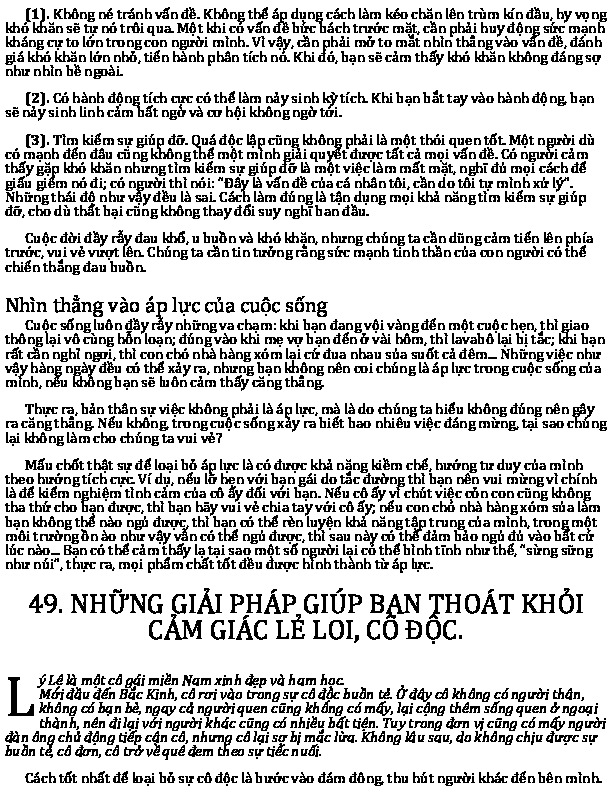 [1]. Không né tránh vấn đề. Không thể áp dụng cách làm kéo chăn lên trùm kín đầu, hy vọng
khó khăn sẽ tự nó trôi qua. Một khi có vấn đề bức bách trước mặt, cần phải huy động sức mạnh
kháng cự to lớn trong con người mình. Vì vậy, cần phải mở to mắt nhìn thẳng vào vấn đề, đánh
giá khó khăn lớn nhỏ, tiến hành phân tích nó. Khi đó, bạn sẽ cảm thấy khó khăn không đáng sợ
như nhìn bề ngoài.
[2]. Có hành động tích cực có thể làm nảy sinh kỳ tích. Khi bạn bắt tay vào hành động, bạn
sẽ nảy sinh linh cảm bất ngờ và cơ hội không ngờ tới.
[3]. Tìm kiếm sự giúp đỡ. Quá độc lập cũng không phải là một thói quen tốt. Một người dù
có mạnh đến đâu cũng không thể một mình giải quyết được tất cả mọi vấn đề. Có người cảm
thấy gặp khó khăn nhưng tìm kiếm sự giúp đỡ là một việc làm mất mặt, nghĩ đủ mọi cách để
giấu giếm nó đi; có người thì nói: "Đây là vấn đề của cá nhân tôi, cần do tôi tự mình xử lý".
Những thái độ như vậy đều là sai. Cách làm đúng là tận dụng mọi khả năng tìm kiếm sự giúp
đỡ, cho dù thất bại cũng không thay đổi suy nghĩ ban đầu.
Cuộc đời đầy rẫy đau khổ, u buồn và khó khăn, nhưng chúng ta cần dũng cảm tiến lên phía
trước, vui vẻ vượt lên. Chúng ta cần tin tưởng rằng sức mạnh tinh thần của con người có thể
chiến thắng đau buồn.
Nhìn thẳng vào áp lực của cuộc sống
Cuộc sống luôn đầy rẫy những va chạm: khi bạn đang vội vàng đến một cuộc hẹn, thì giao
thông lại vô cùng hỗn loạn; đúng vào khi mẹ vợ bạn đến ở vài hôm, thì lavabô lại bị tắc; khi bạn
rất cần nghỉ ngơi, thì con chó nhà hàng xóm lại cứ đua nhau sủa suốt cả đêm... Những việc như
vậy hàng ngày đều có thể xảy ra, nhưng bạn không nên coi chúng là áp lực trong cuộc sống của
mình, nếu không bạn sẽ luôn cảm thấy căng thẳng.
Thực ra, bản thân sự việc không phải là áp lực, mà là do chúng ta hiểu không đúng nên gây
ra căng thẳng. Nếu không, trong cuộc sống xảy ra biết bao nhiêu việc đáng mừng, tại sao chúng
lại không làm cho chúng ta vui vẻ?
Mấu chốt thật sự để loại bỏ áp lực là có được khả năng kiềm chế, hướng tư duy của mình
theo hướng tích cực. Ví dụ, nếu lỡ hẹn với bạn gái do tắc đường thì bạn nên vui mừng vì chính
là để kiểm nghiệm tình cảm của cô ấy đối với bạn. Nếu cô ấy vì chút việc cỏn con cũng không
tha thứ cho bạn được, thì bạn hãy vui vẻ chia tay với cô ấy; nếu con chó nhà hàng xóm sủa làm
bạn không thể nào ngủ được, thì bạn có thể rèn luyện khả năng tập trung của mình, trong một
môi trường ồn ào như vậy vẫn có thể ngủ được, thì sau này có thể đảm bảo ngủ đủ vào bất cứ
lúc nào... Bạn có thể cảm thấy lạ tại sao một số người lại có thể bình tĩnh như thế, "sừng sững
như núi", thực ra, mọi phẩm chất tốt đều được hình thành từ áp lực.
49. NHỮNG GIẢI PHÁP GIÚP BẠN THOÁT KHỎI
CẢM GIÁC LẺ LOI, CÔ ĐỘC.
Lý Lệ là một cô gái miền Nam xinh đẹp và ham học.
Mới đầu đến Bắc Kinh, cô rơi vào trong sự cô độc buồn tẻ. Ở đây cô không có người thân,
không có bạn bè, ngay cả người quen cũng không có mấy, lại cộng thêm sống quen ở ngoại
thành, nên đi lại với người khác cũng có nhiều bất tiện. Tuy trong đơn vị cũng có mấy người
đàn ông chủ động tiếp cận cô, nhưng cô lại sợ bị mắc lừa. Không lâu sau, do không chịu được sự
buồn tẻ, cô đơn, cô trở về quê đem theo sự tiếc nuối.
Cách tốt nhất để loại bỏ sự cô độc là bước vào đám đông, thu hút người khác đến bên mình.